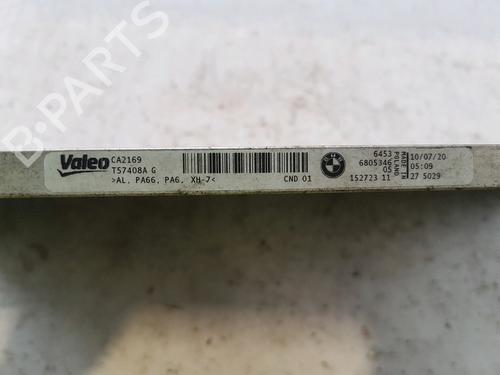 B-PARTS
Valeo
CA2169
T57408A G
>AL, PA66, PA6, XH-7<
CND 01
BMW
6453
6805346
05
152723 11
MADE IN
POLAND
10/07/20
05:09
27 5029